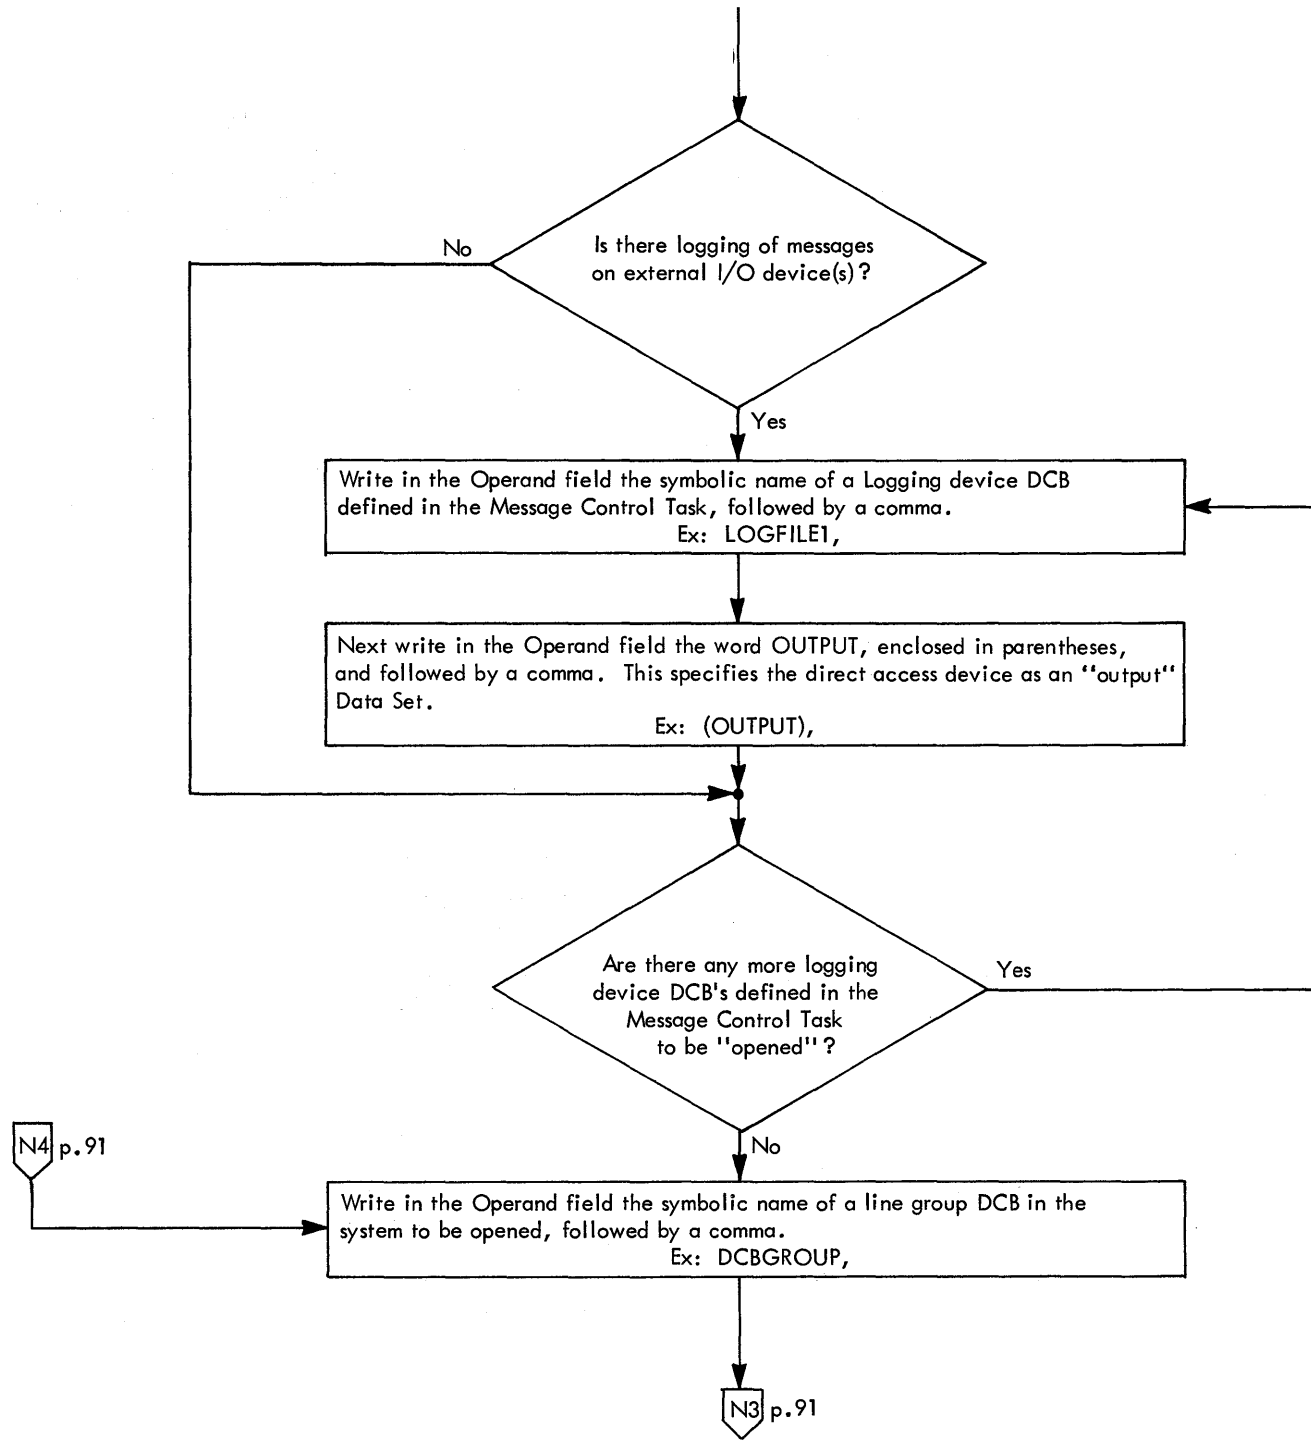 No
Is there logging of messages
on external I/O device(s)?
Yes
Write in the Operand field the symbolic name of a Logging device DCB
defined in the Message Control Task, followed by a comma.
Ex: LOGFILE1,
Next write in the Operand field the word OUTPUT, enclosed in parentheses,
and followed by a comma. This specifies the direct access device as an "output"
Data Set.
Ex: (OUTPUT),
Are there any more logging
device DCB's defined in the
Message Control Task
to be "opened"?
Yes
No
N4 p.91
Write in the Operand field the symbolic name of a line group DCB in the
system to be opened, followed by a comma.
Ex: DCBGROUP,
N3 p.91